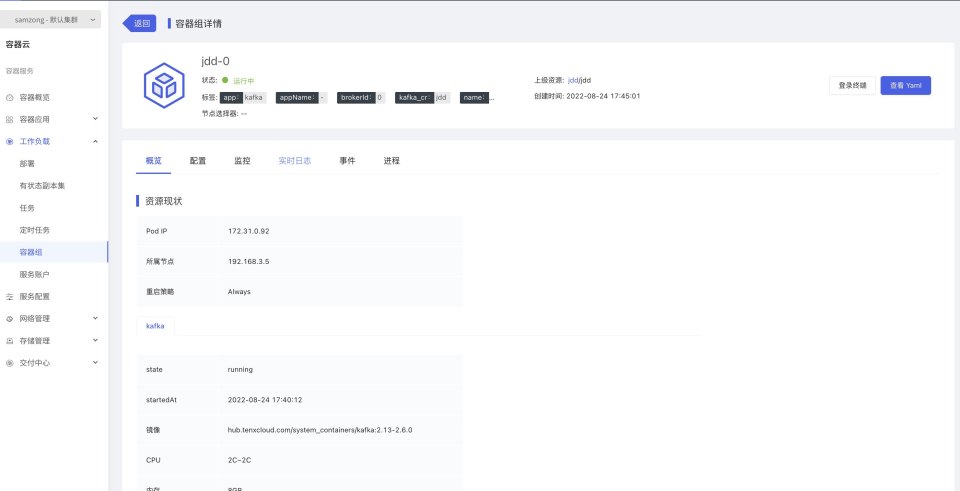 samzong - 默认集群
容器云
容器服务
容器概览
容器应用
工作负载
部署
有状态副本集
任务
定时任务
容器组
服务账户
服务配置
网络管理
存储管理
交付中心
返回 容器组详情
jdd-0
状态: 运行中
标签: app: kafka appName: - brokerId: 0 kafka_cr: jdd name: ...
节点选择器: --
上级资源: jdd/jdd
创建时间: 2022-08-24 17:45:01
登录终端 查看 Yaml
概览 配置 监控 实时日志 事件 进程
资源现状
Pod IP 172.31.0.92
所属节点 192.168.3.5
重启策略 Always
kafka
state running
startedAt 2022-08-24 17:40:12
镜像 hub.tenxcloud.com/system_containers/kafka:2.13-2.6.0
CPU 2C~2C
内存 8GB